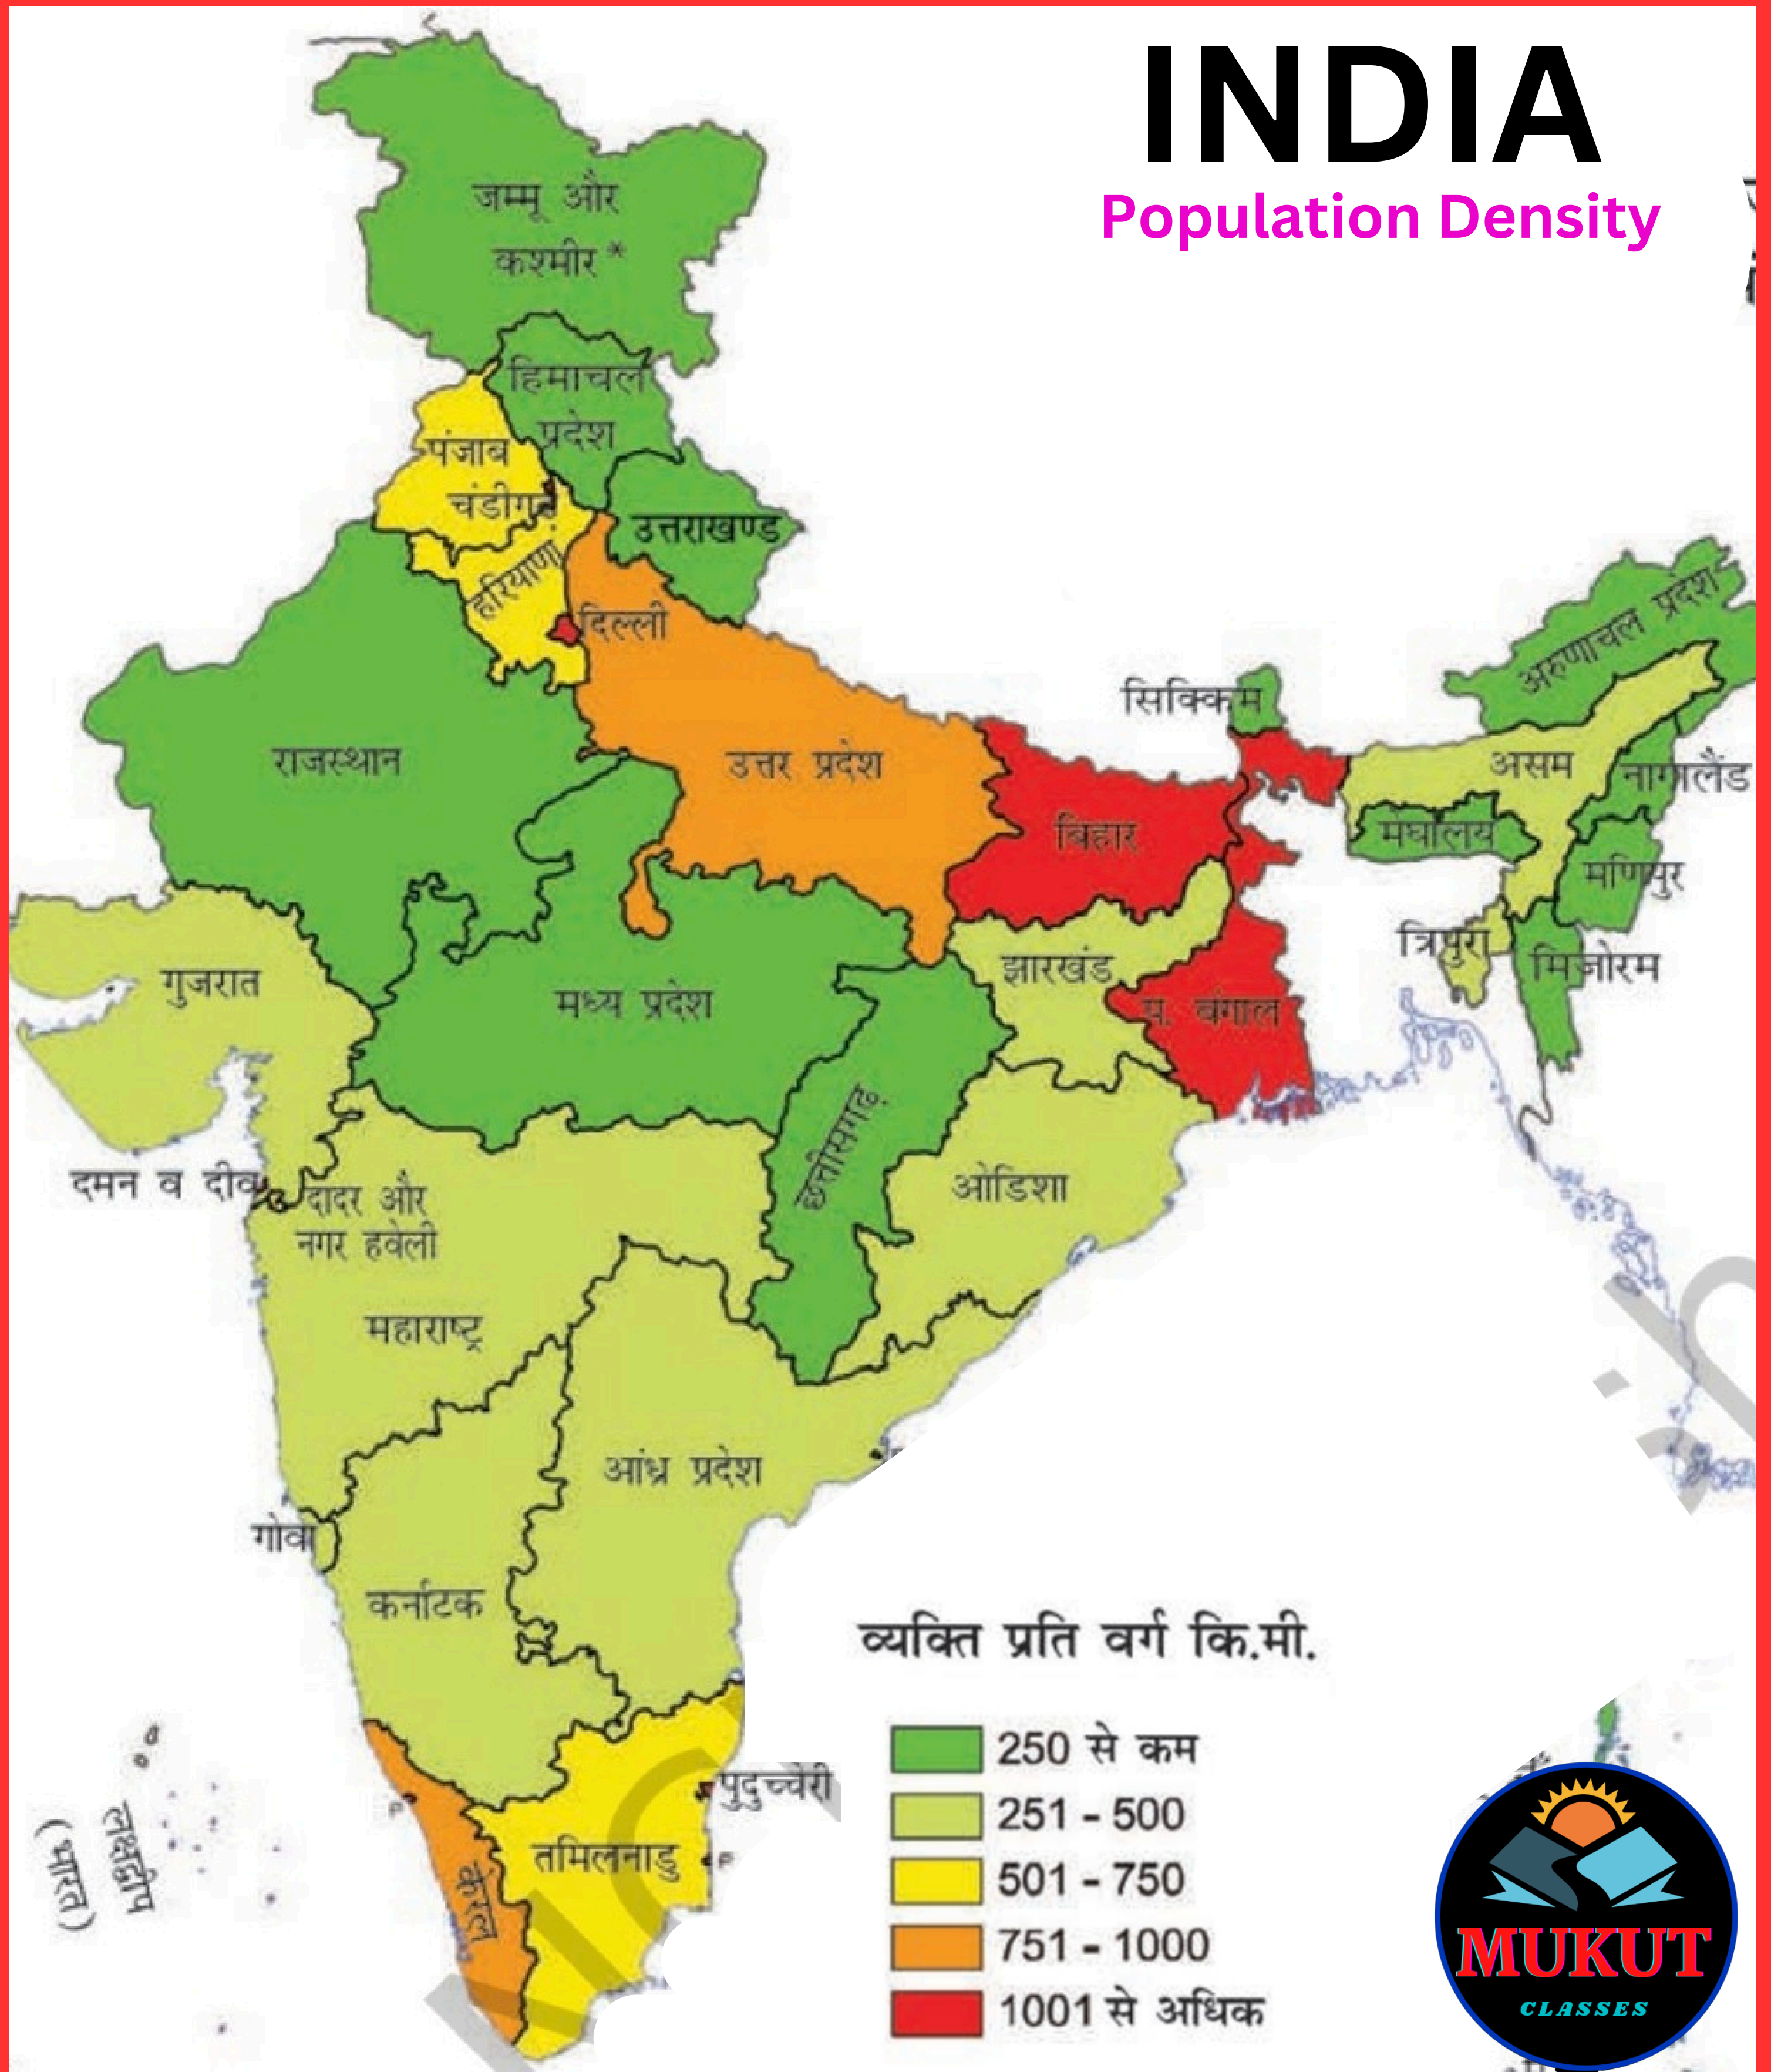 INDIA
Population Density
जम्मू और
कश्मीर*
हिमाचल
प्रदेश
पंजाब
चंडीगढ़
उत्तराखण्ड
हरियाणा
दिल्ली
अरुणाचल प्रदेश
सिक्किम
राजस्थान
उत्तर प्रदेश
असम
नागालैंड
बिहार
मेघालय
मणिपुर
त्रिपुरा
मिज़ोरम
गुजरात
मध्य प्रदेश
झारखंड
प. बंगाल
छत्तीसगढ़
दमन व दीव
दादर और
नगर हवेली
ओडिशा
महाराष्ट्र
आंध्र प्रदेश
गोवा
कर्नाटक
व्यक्ति प्रति वर्ग कि.मी.
250 से कम
251 - 500
501 - 750
751 - 1000
1001 से अधिक
पुदुच्चेरी
तमिलनाडु
केरल
लक्षद्वीप
(भारत)
MUKUT
CLASSES